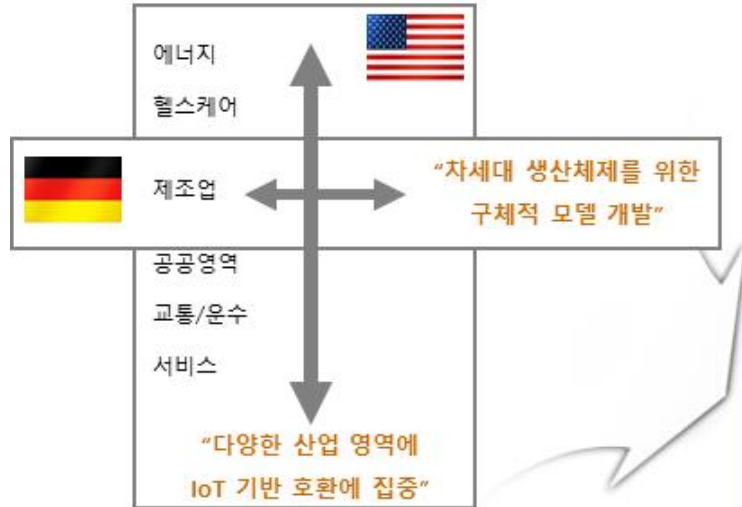 에너지
헬스케어
제조업
“차세대 생산체제를 위한
구체적 모델 개발”
공공영역
교통/운수
서비스
“다양한 산업 영역에
IoT 기반 호환에 집중”